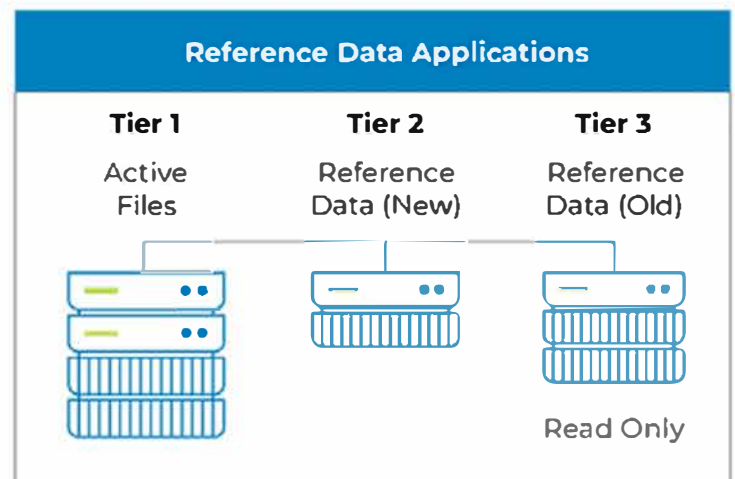 Reference Data Applications
Tier 1
Active
Files
Tier 2
Reference
Data (New)
Tier 3
Reference
Data (Old)
Read Only